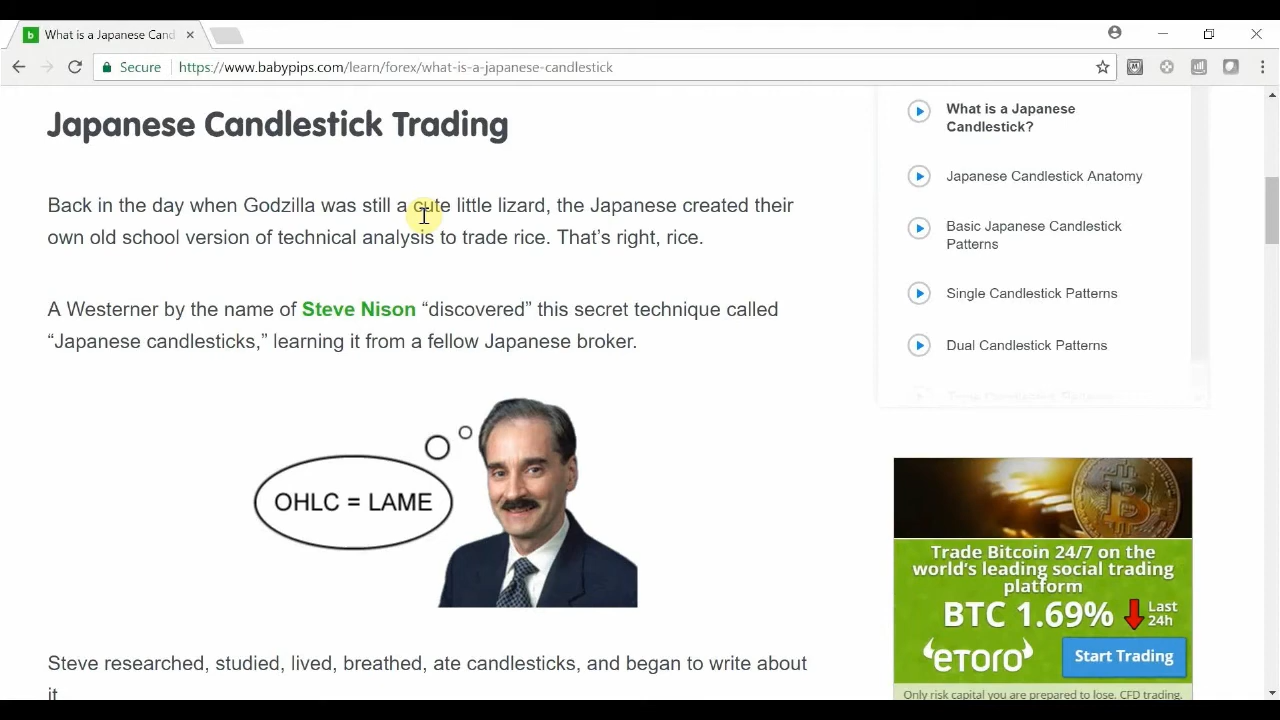 What is a Japanese Cand
Secure
https://www.babypips.com/learn/forex/what-is-a-japanese-candlestick
Japanese Candlestick Trading
Back in the day when Godzilla was still a cute little lizard, the Japanese created their
own old school version of technical analysis to trade rice. That’s right, rice.
A Westerner by the name of Steve Nison “discovered” this secret technique called
“Japanese candlesticks,” learning it from a fellow Japanese broker.
OHLC = LAME
Steve researched, studied, lived, breathed, ate candlesticks, and began to write about
it
What is a Japanese
Candlestick?
Japanese Candlestick Anatomy
Basic Japanese Candlestick
Patterns
Single Candlestick Patterns
Dual Candlestick Patterns
Trade Bitcoin 24/7 on the
world’s leading social trading
platform
BTC 1.69% Last
24h
eToro
Start Trading
Only risk capital you are prepared to lose. CFD trading.